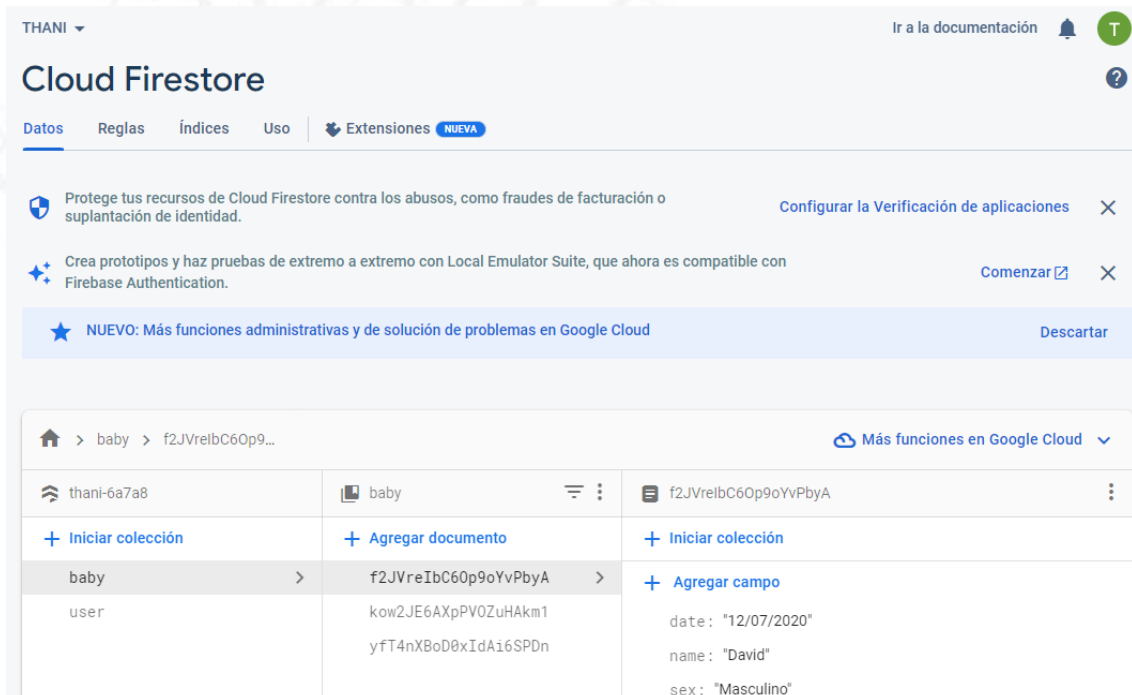 THANI
Ir a la documentación
T
Cloud Firestore
?
Datos Reglas Índices Uso Extensiones NUEVA
Protege tus recursos de Cloud Firestore contra los abusos, como fraudes de facturación o
suplantación de identidad.
Configurar la Verificación de aplicaciones
Crea prototipos y haz pruebas de extremo a extremo con Local Emulator Suite, que ahora es compatible con
Firebase Authentication.
Comenzar
NUEVO: Más funciones administrativas y de solución de problemas en Google Cloud
Descartar
baby > f2JVreIbC6Op9...
Más funciones en Google Cloud
thani-6a7a8
baby
f2JVreIbC6Op9oYvPbyA
+ Iniciar colección
+ Agregar documento
+ Iniciar colección
baby
f2JVreIbC6Op9oYvPbyA
+ Agregar campo
user
kow2JE6AXpPVOZuHAkm1
date: "12/07/2020"
yfT4nXBoD0xIdAi6SPDn
name: "David"
sex: "Masculino"